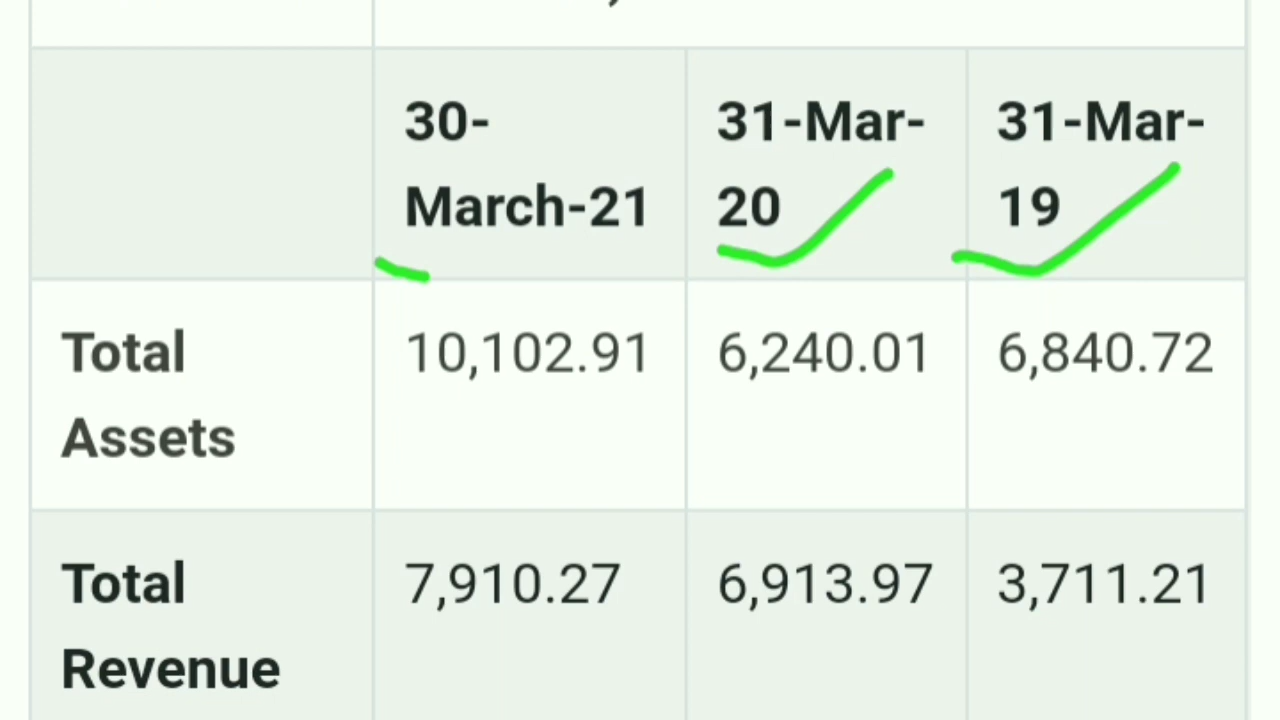 30- 31-Mar- 31-Mar-
March-21 20 19
Total 10,102.91 6,240.01 6,840.72
Assets
Total 7,910.27 6,913.97 3,711.21
Revenue